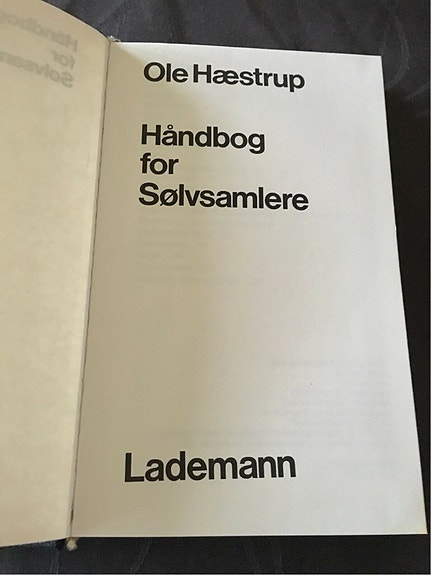 Ole Hæstrup
Håndbog
for
Sølvsamlere
Lademann